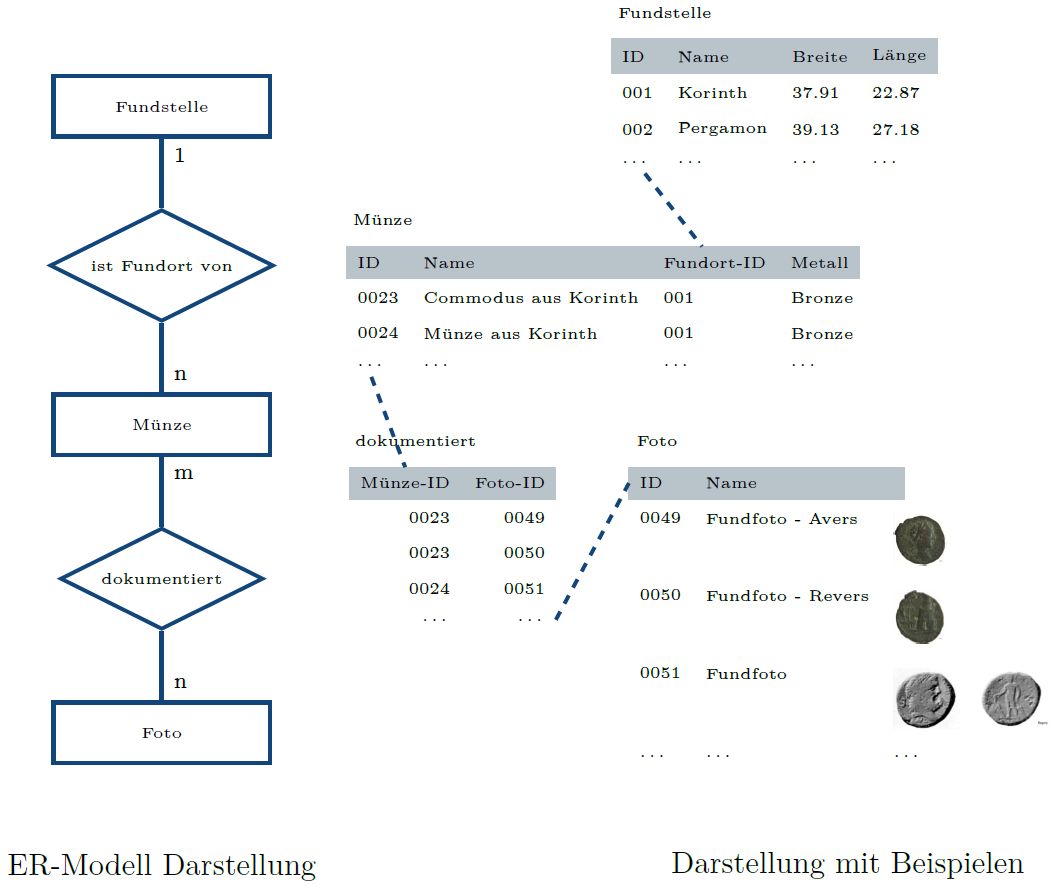 Fundstelle
1
ist Fundort von
n
Münze
m
dokumentiert
n
Foto
ER-Modell Darstellung
Fundstelle
ID Name Breite Länge
001 Korinth 37.91 22.87
002 Pergamon 39.13 27.18
... ... ... ...
Münze
ID Name Fundort-ID Metall
0023 Commodus aus Korinth 001 Bronze
0024 Münze aus Korinth 001 Bronze
... ... ... ...
dokumentiert
Münze-ID Foto-ID
0023 0049
0023 0050
0024 0051
... ...
Foto
ID Name
0049 Fundfoto - Avers
0050 Fundfoto - Revers
0051 Fundfoto
... ... ...
Darstellung mit Beispielen